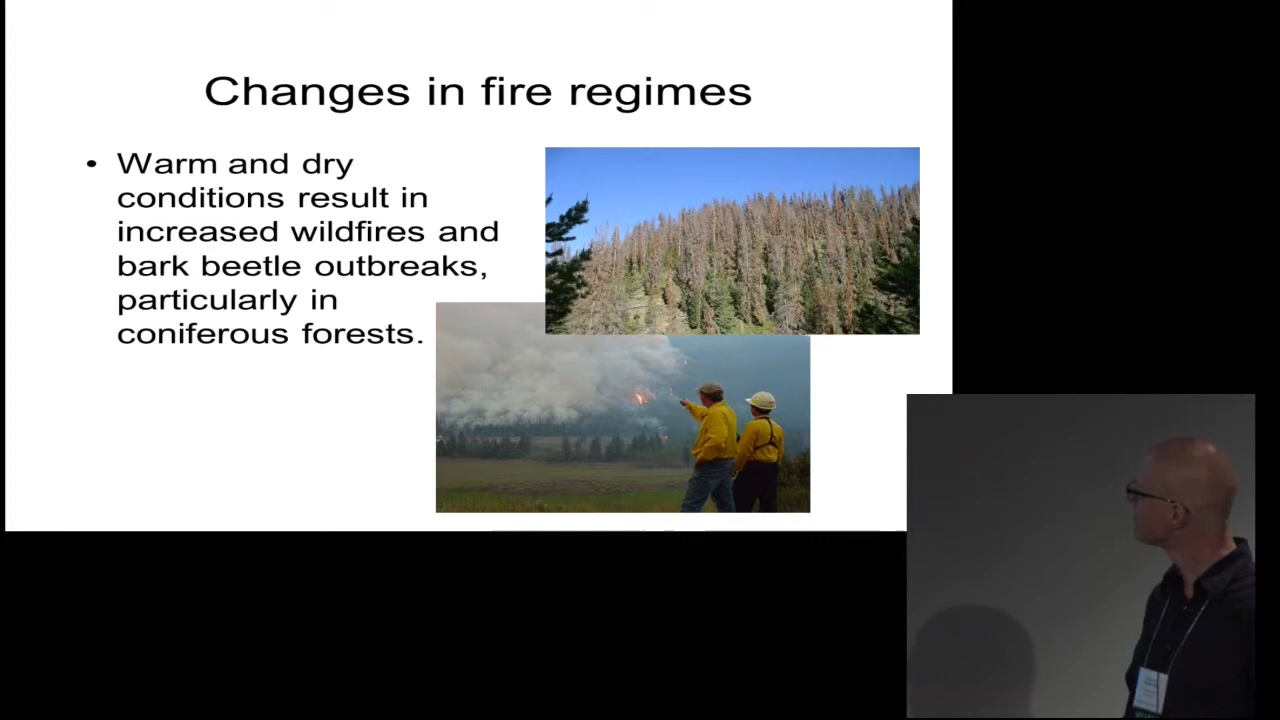 Changes in fire regimes
• Warm and dry
conditions result in
increased wildfires and
bark beetle outbreaks,
particularly in
coniferous forests.